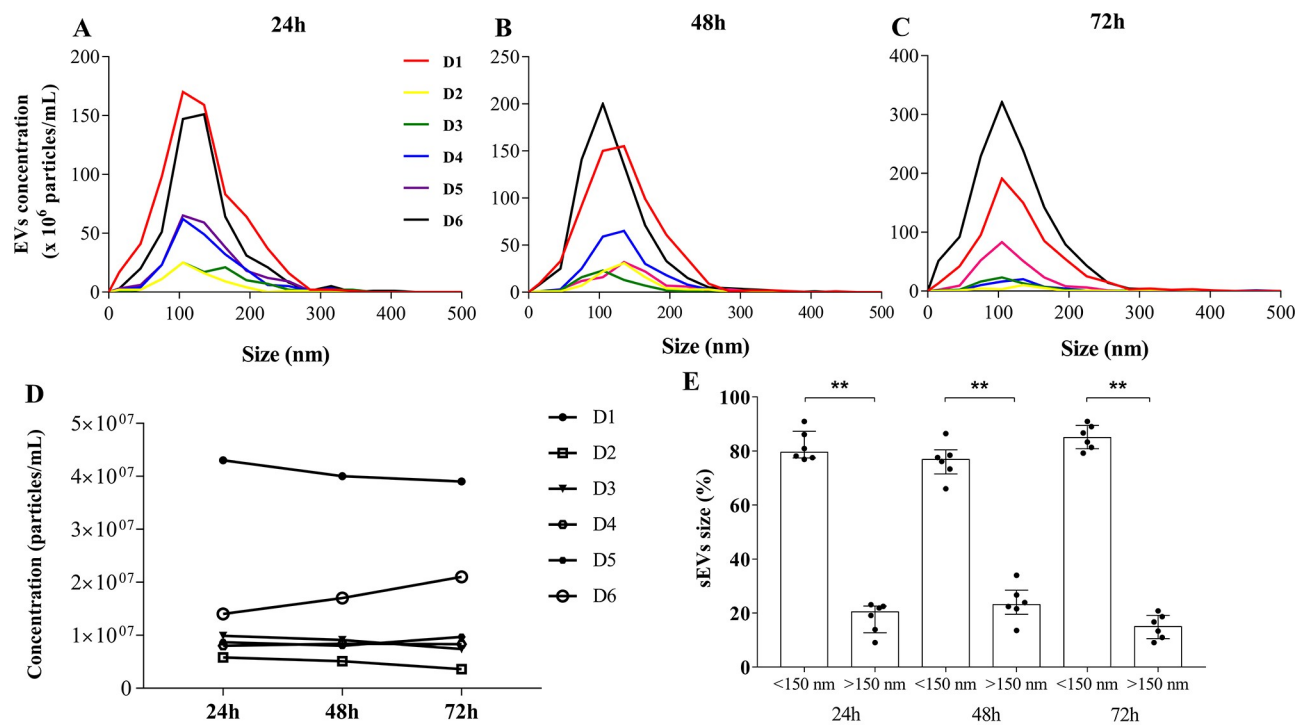 A
24h
EVs concentration
(x 10⁶ particles/mL)
200
150
100
50
0
0 100 200 300 400 500
Size (nm)
D1
D2
D3
D4
D5
D6
B
48h
250
200
150
100
50
0
0 100 200 300 400 500
Size (nm)
C
72h
400
300
200
100
0
0 100 200 300 400 500
Size (nm)
D
Concentration (particles/mL)
5×10⁰⁷
4×10⁰⁷
3×10⁰⁷
2×10⁰⁷
1×10⁰⁷
0
24h 48h 72h
D1
D2
D3
D4
D5
D6
E
sEVs size (%)
100
80
60
40
20
0
** ** **
<150 nm >150 nm <150 nm >150 nm <150 nm >150 nm
24h 48h 72h